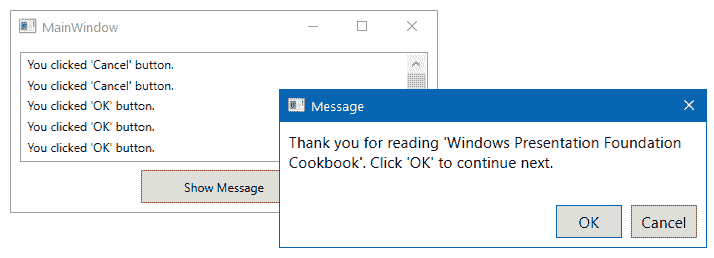 MainWindow
You clicked 'Cancel' button.
You clicked 'Cancel' button.
You clicked 'OK' button.
You clicked 'OK' button.
You clicked 'OK' button.
Show Message
Message
Thank you for reading 'Windows Presentation Foundation
Cookbook'. Click 'OK' to continue next.
OK
Cancel